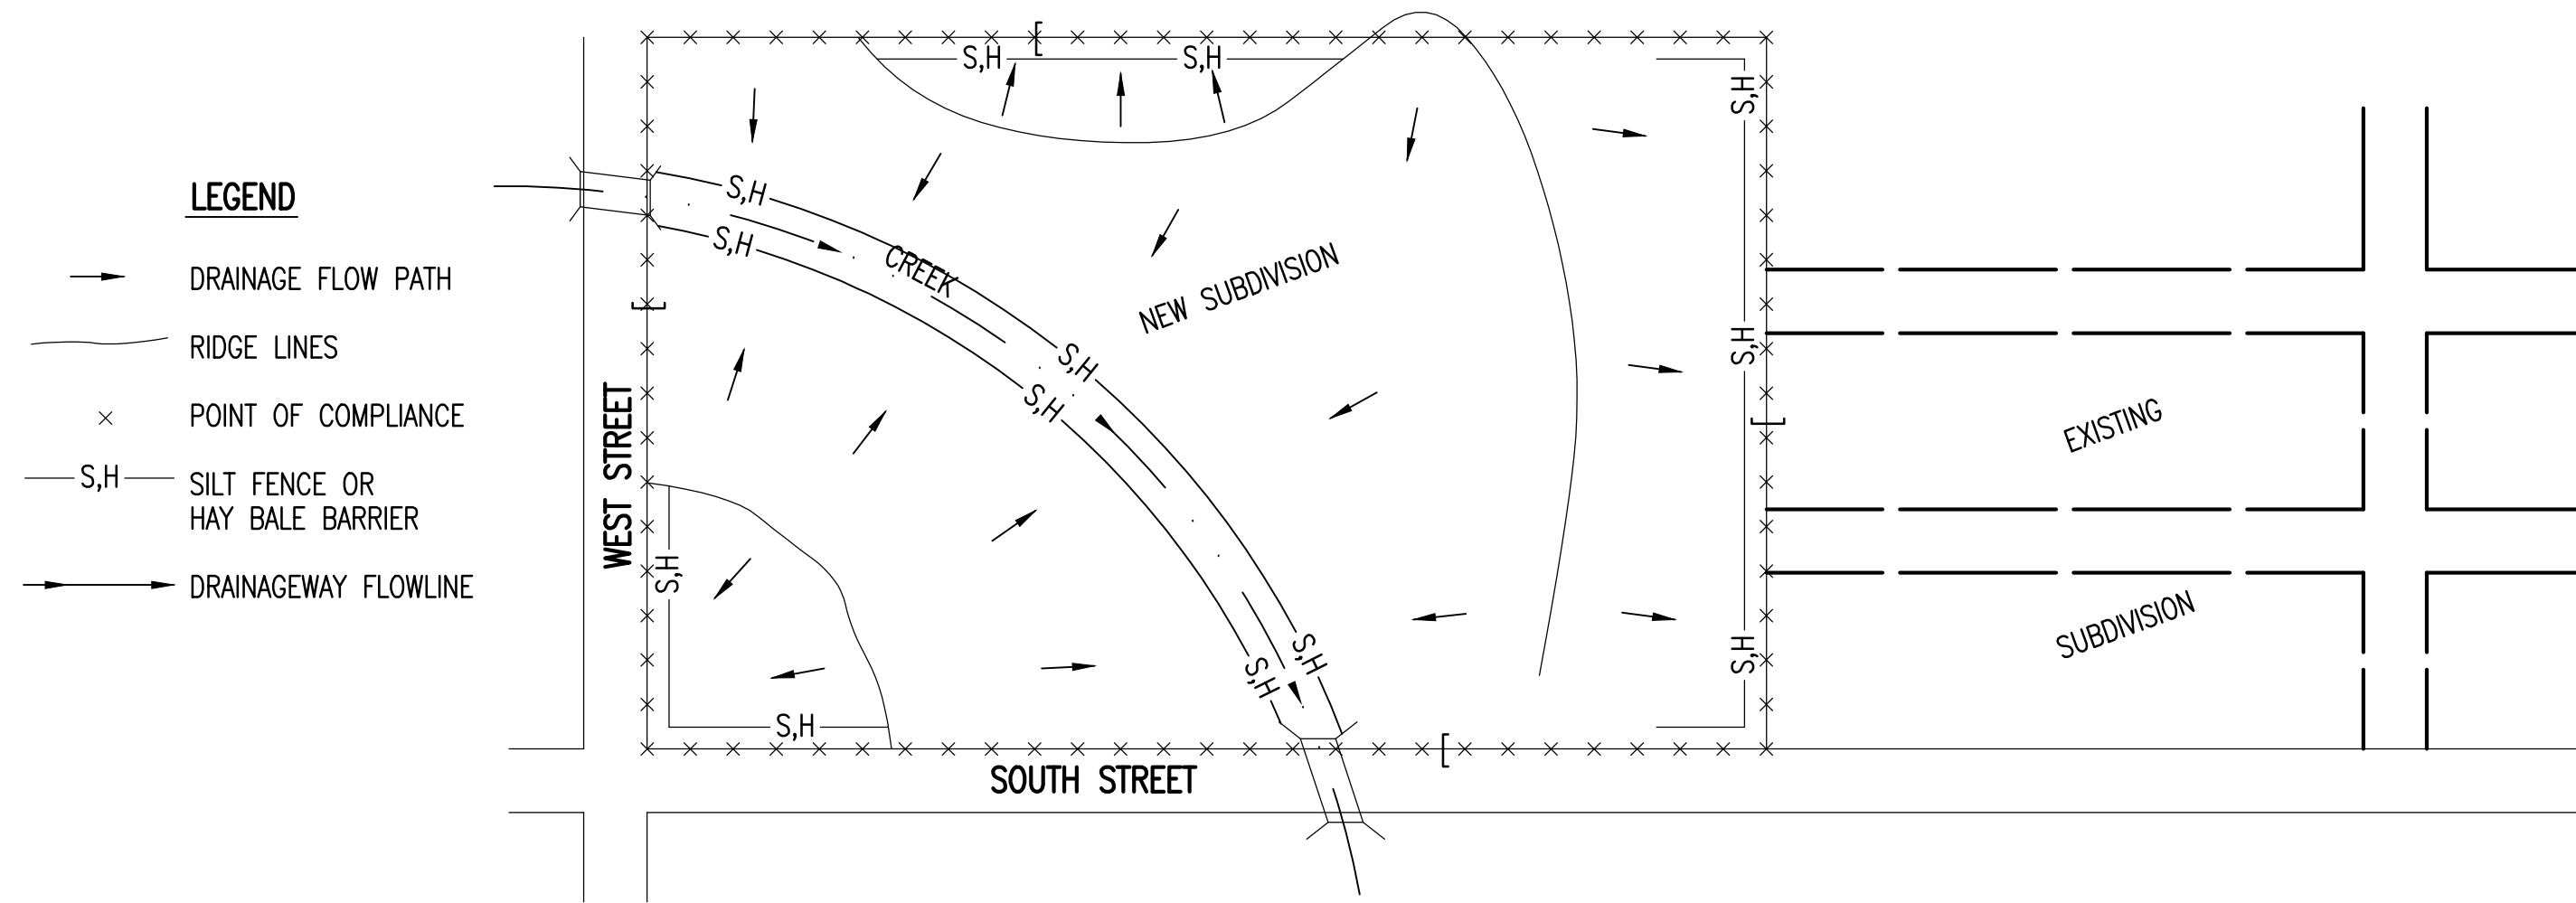 LEGEND
DRAINAGE FLOW PATH
RIDGE LINES
POINT OF COMPLIANCE
S,H
SILT FENCE OR
HAY BALE BARRIER
DRAINAGEWAY FLOWLINE
S,H
S,H
S,H
S,H
S,H
CREEK
NEW SUBDIVISION
S,H
S,H
S,H
WEST STREET
EXISTING
S,H
S,H
S,H
S,H
SUBDIVISION
S,H
SOUTH STREET